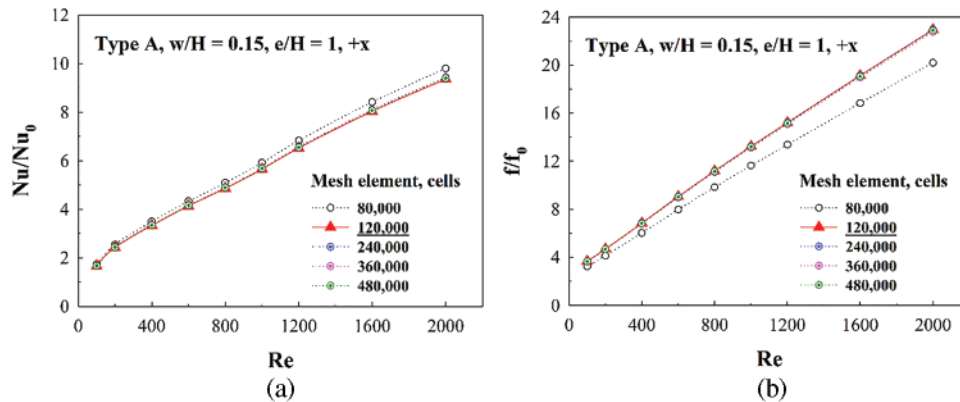 12
10
8
6
4
2
0
Nu/Nu0
Type A, w/H = 0.15, e/H = 1, +x
Mesh element, cells
80,000
120,000
240,000
360,000
480,000
0 400 800 1200 1600 2000
Re
(a)
24
20
16
12
8
4
0
f/f0
Type A, w/H = 0.15, e/H = 1, +x
Mesh element, cells
80,000
120,000
240,000
360,000
480,000
0 400 800 1200 1600 2000
Re
(b)